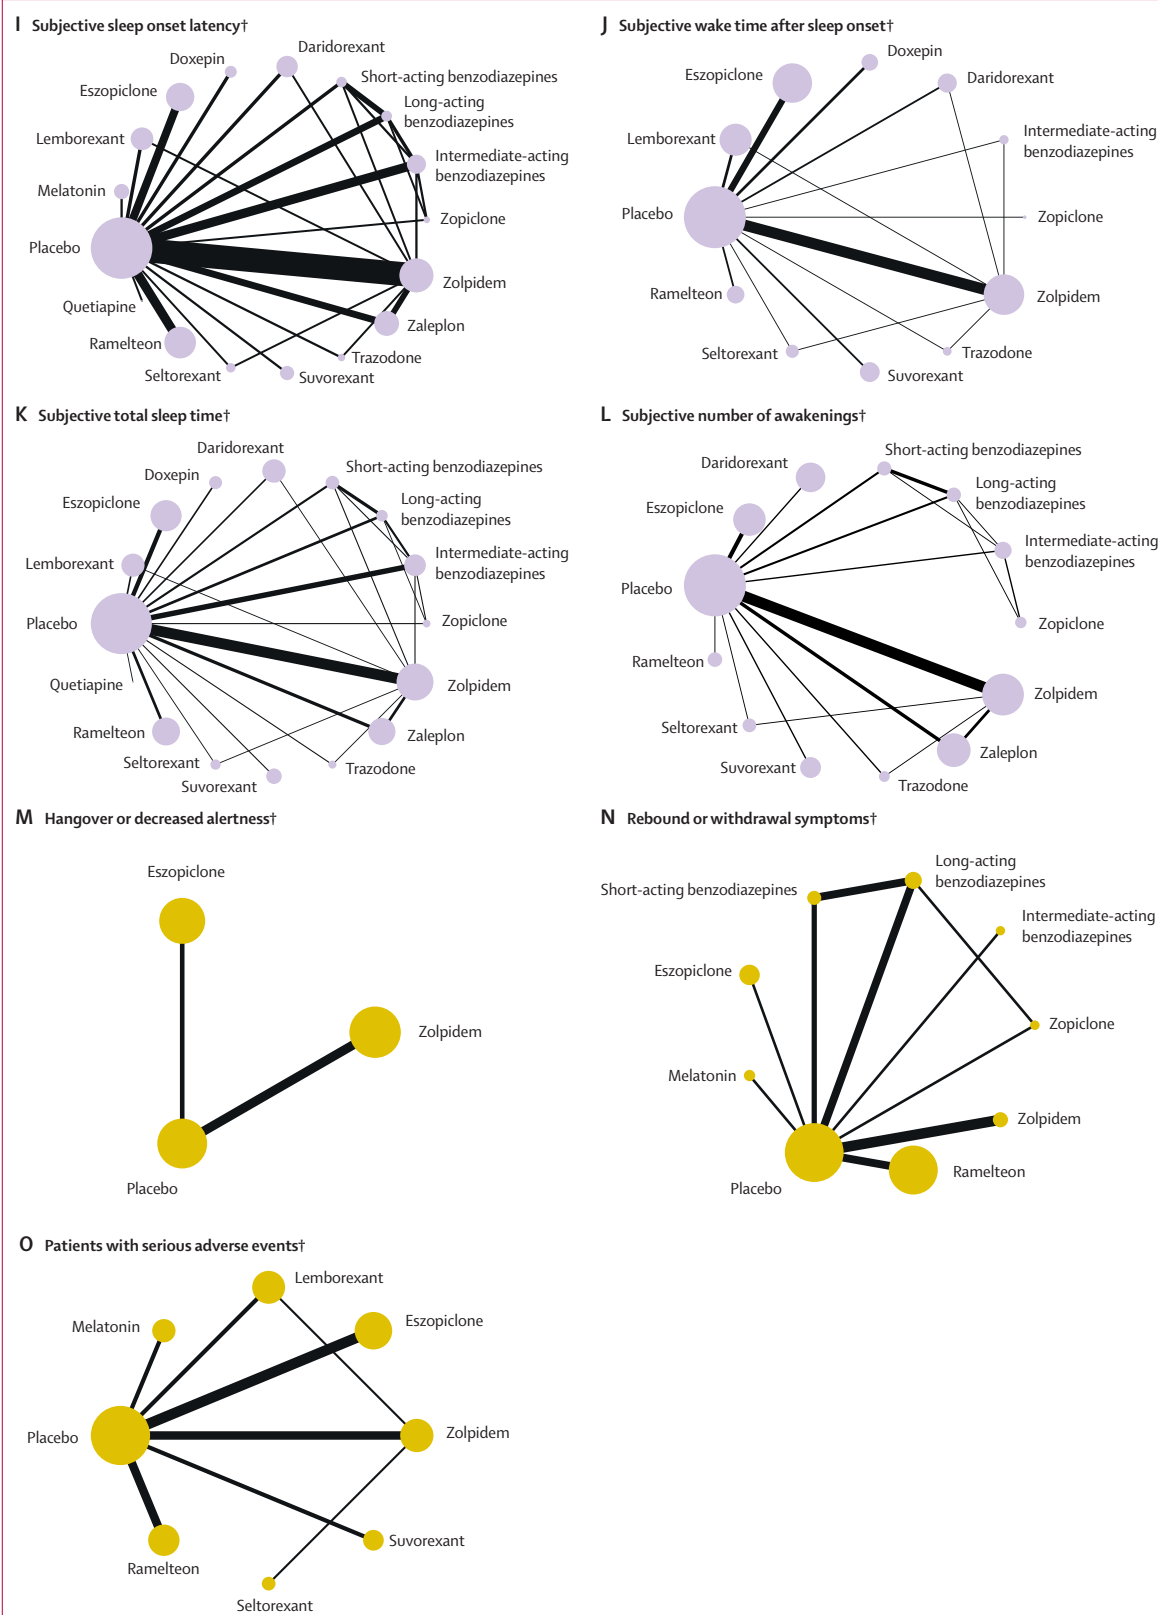 I Subjective sleep onset latency†
Daridorexant
Doxepin
Short-acting benzodiazepines
Eszopiclone
Long-acting
benzodiazepines
Lemborexant
Intermediate-acting
benzodiazepines
Melatonin
Zopiclone
Placebo
Zolpidem
Quetiapine
Zaleplon
Ramelteon
Trazodone
Seltorexant
Suvorexant
J Subjective wake time after sleep onset†
Doxepin
Eszopiclone
Daridorexant
Lemborexant
Intermediate-acting
benzodiazepines
Placebo
Zopiclone
Ramelteon
Zolpidem
Seltorexant
Trazodone
Suvorexant
K Subjective total sleep time†
Daridorexant
Doxepin
Short-acting benzodiazepines
Eszopiclone
Long-acting
benzodiazepines
Lemborexant
Intermediate-acting
benzodiazepines
Placebo
Zopiclone
Quetiapine
Zolpidem
Ramelteon
Zaleplon
Seltorexant
Trazodone
Suvorexant
L Subjective number of awakenings†
Short-acting benzodiazepines
Daridorexant
Long-acting
benzodiazepines
Eszopiclone
Intermediate-acting
benzodiazepines
Placebo
Zopiclone
Ramelteon
Zolpidem
Seltorexant
Zaleplon
Suvorexant
Trazodone
M Hangover or decreased alertness†
Eszopiclone
Zolpidem
Placebo
N Rebound or withdrawal symptoms†
Long-acting
benzodiazepines
Short-acting benzodiazepines
Intermediate-acting
benzodiazepines
Eszopiclone
Zopiclone
Melatonin
Zolpidem
Ramelteon
Placebo
O Patients with serious adverse events†
Lemborexant
Melatonin
Eszopiclone
Placebo
Zolpidem
Suvorexant
Ramelteon
Seltorexant